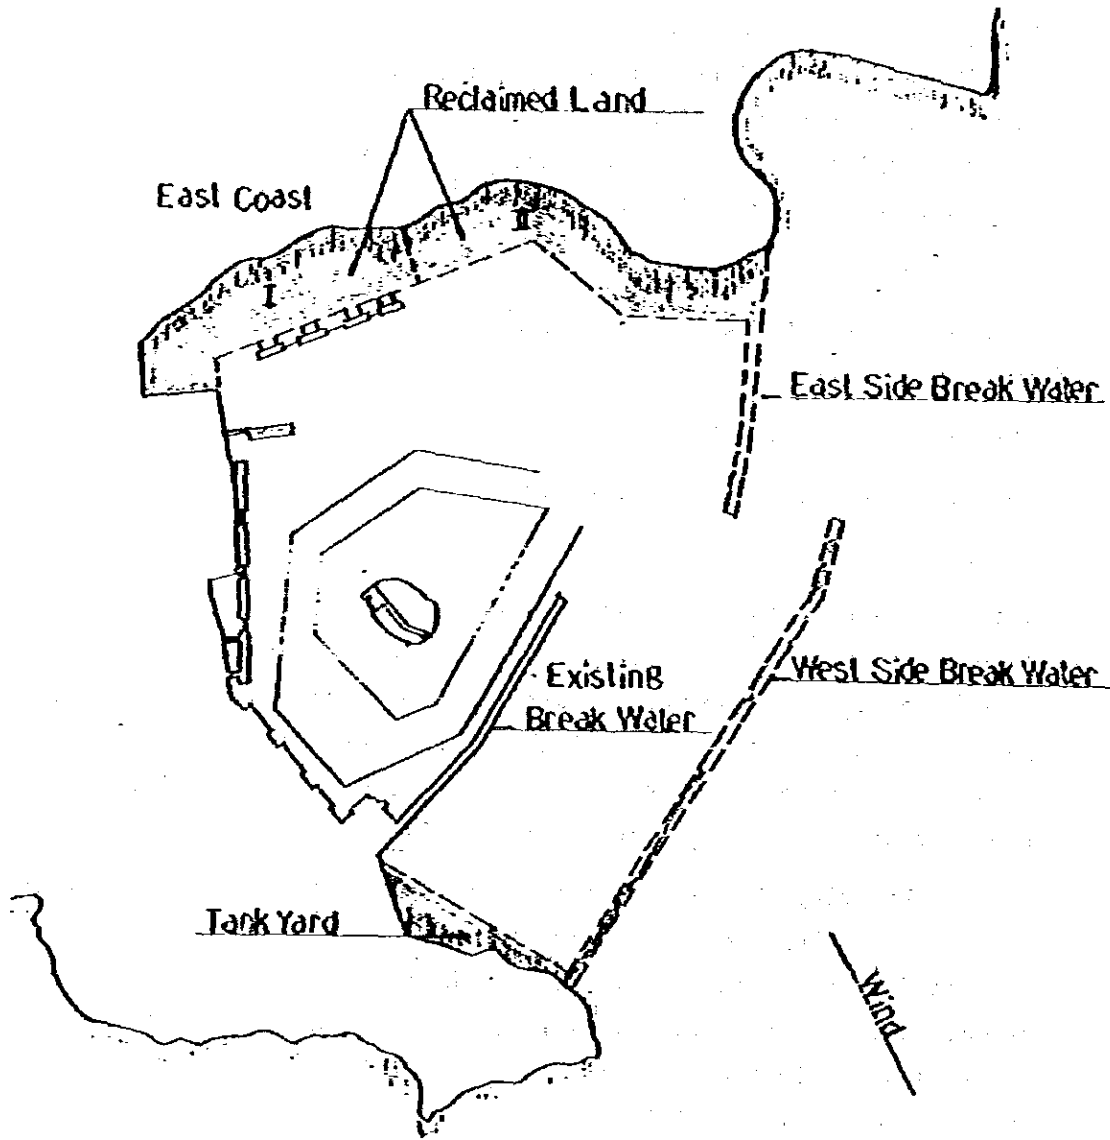 Reclaimed Land
East Coast
II
I
East Side Break Water
Existing
Break Water
West Side Break Water
Tank Yard
Wind